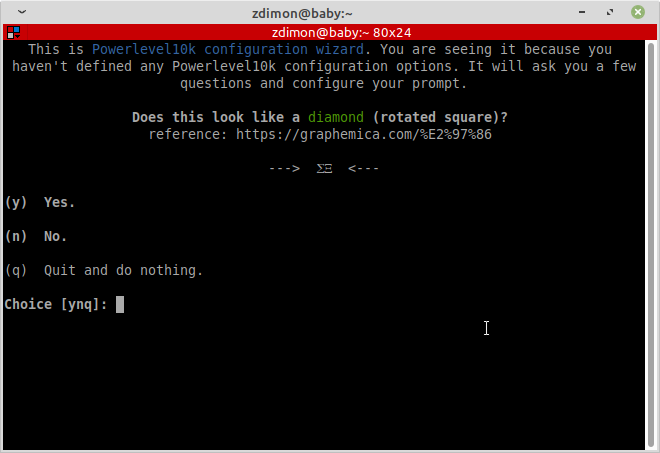 zdimon@baby:~
zdimon@baby:~ 80x24
This is Powerlevel10k configuration wizard. You are seeing it because you
haven't defined any Powerlevel10k configuration options. It will ask you a few
questions and configure your prompt.
Does this look like a diamond (rotated square)?
reference: https://graphemica.com/%E2%97%86
---> ΣΞ <---
(y) Yes.
(n) No.
(q) Quit and do nothing.
Choice [ynq]: